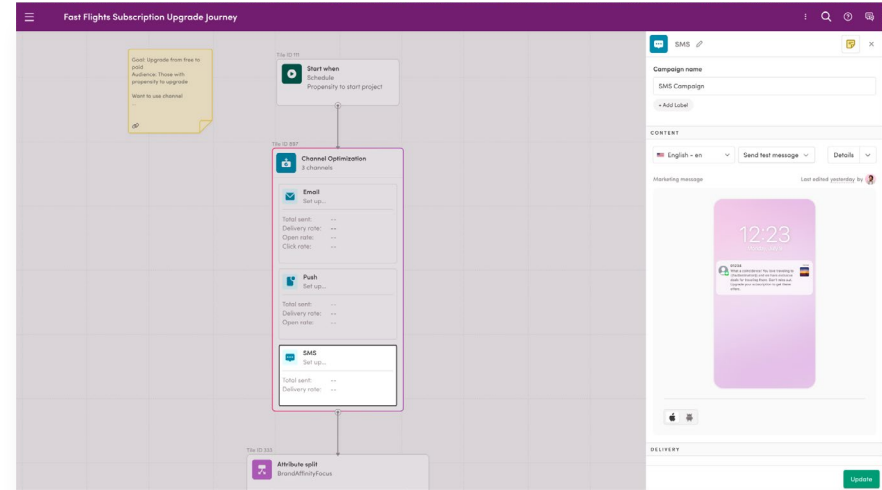 Fast Flights Subscription Upgrade Journey
Goal: Upgrade from free to
paid
Audience: Those with
propensity to upgrade
Want to use channel
...
Tile ID 111
Start when
Schedule
Propensity to start project
Tile ID 887
Channel Optimization
3 channels
Email
Set up...
Total sent: --
Delivery rate: --
Open rate: --
Click rate: --
Push
Set up...
Total sent: --
Delivery rate: --
Open rate: --
SMS
Set up...
Total sent: --
Delivery rate: --
Tile ID 333
Attribute split
BrandAffinityFocus
SMS
Campaign name
SMS Campaign
+ Add Label
CONTENT
English - en
Send test message
Details
Marketing message
Last edited yesterday by
12:23
DELIVERY
Update